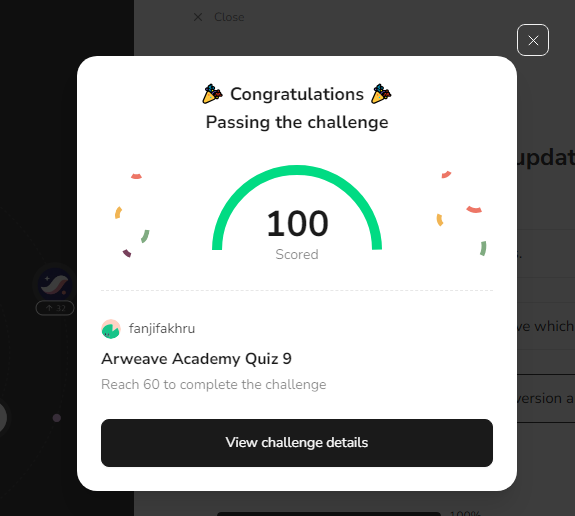 Close
Congratulations
Passing the challenge
updat
100
Scored
32
ve which
fanjifakhru
Arweave Academy Quiz 9
Reach 60 to complete the challenge
version a
View challenge details
100%